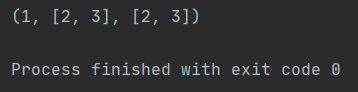 (1, [2, 3], [2, 3])
Process finished with exit code 0